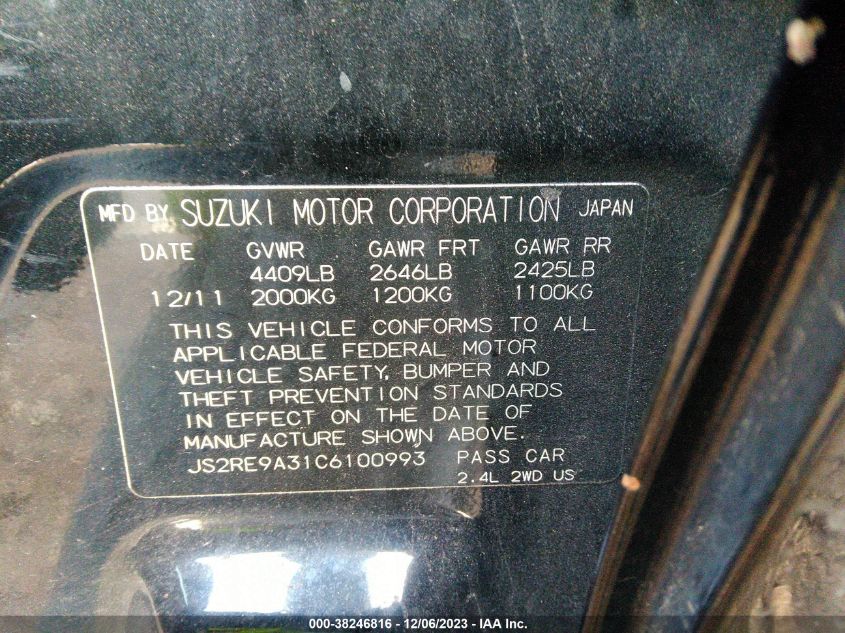 MFD BY SUZUKI MOTOR CORPORATION JAPAN
DATE GVWR GAWR FRT GAWR RR
4409LB 2646LB 2425LB
12/11 2000KG 1200KG 1100KG
THIS VEHICLE CONFORMS TO ALL
APPLICABLE FEDERAL MOTOR
VEHICLE SAFETY, BUMPER AND
THEFT PREVENTION STANDARDS
IN EFFECT ON THE DATE OF
MANUFACTURE SHOWN ABOVE.
JS2RE9A31C6100993 PASS CAR
2.4L 2WD US
000-38246816 - 12/06/2023 - IAA Inc.